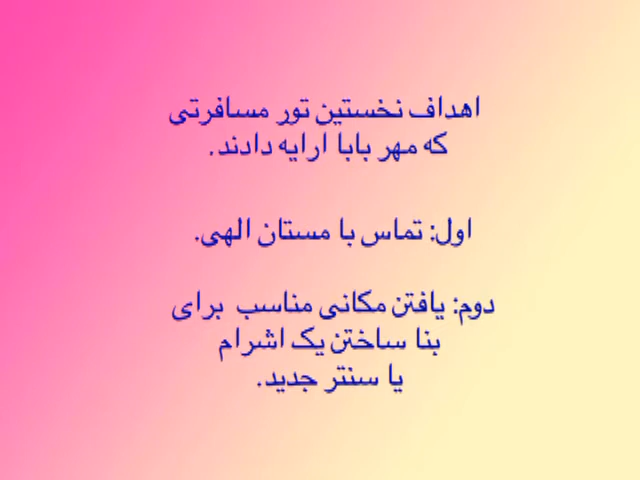 اهداف نخستین تور مسافرتی
که مهر بابا ارایه دادند.
اول: تماس با مستان الهی.
دوم: یافتن مکانی مناسب برای
بنا ساختن یک اشرام
یا سنتر جدید.